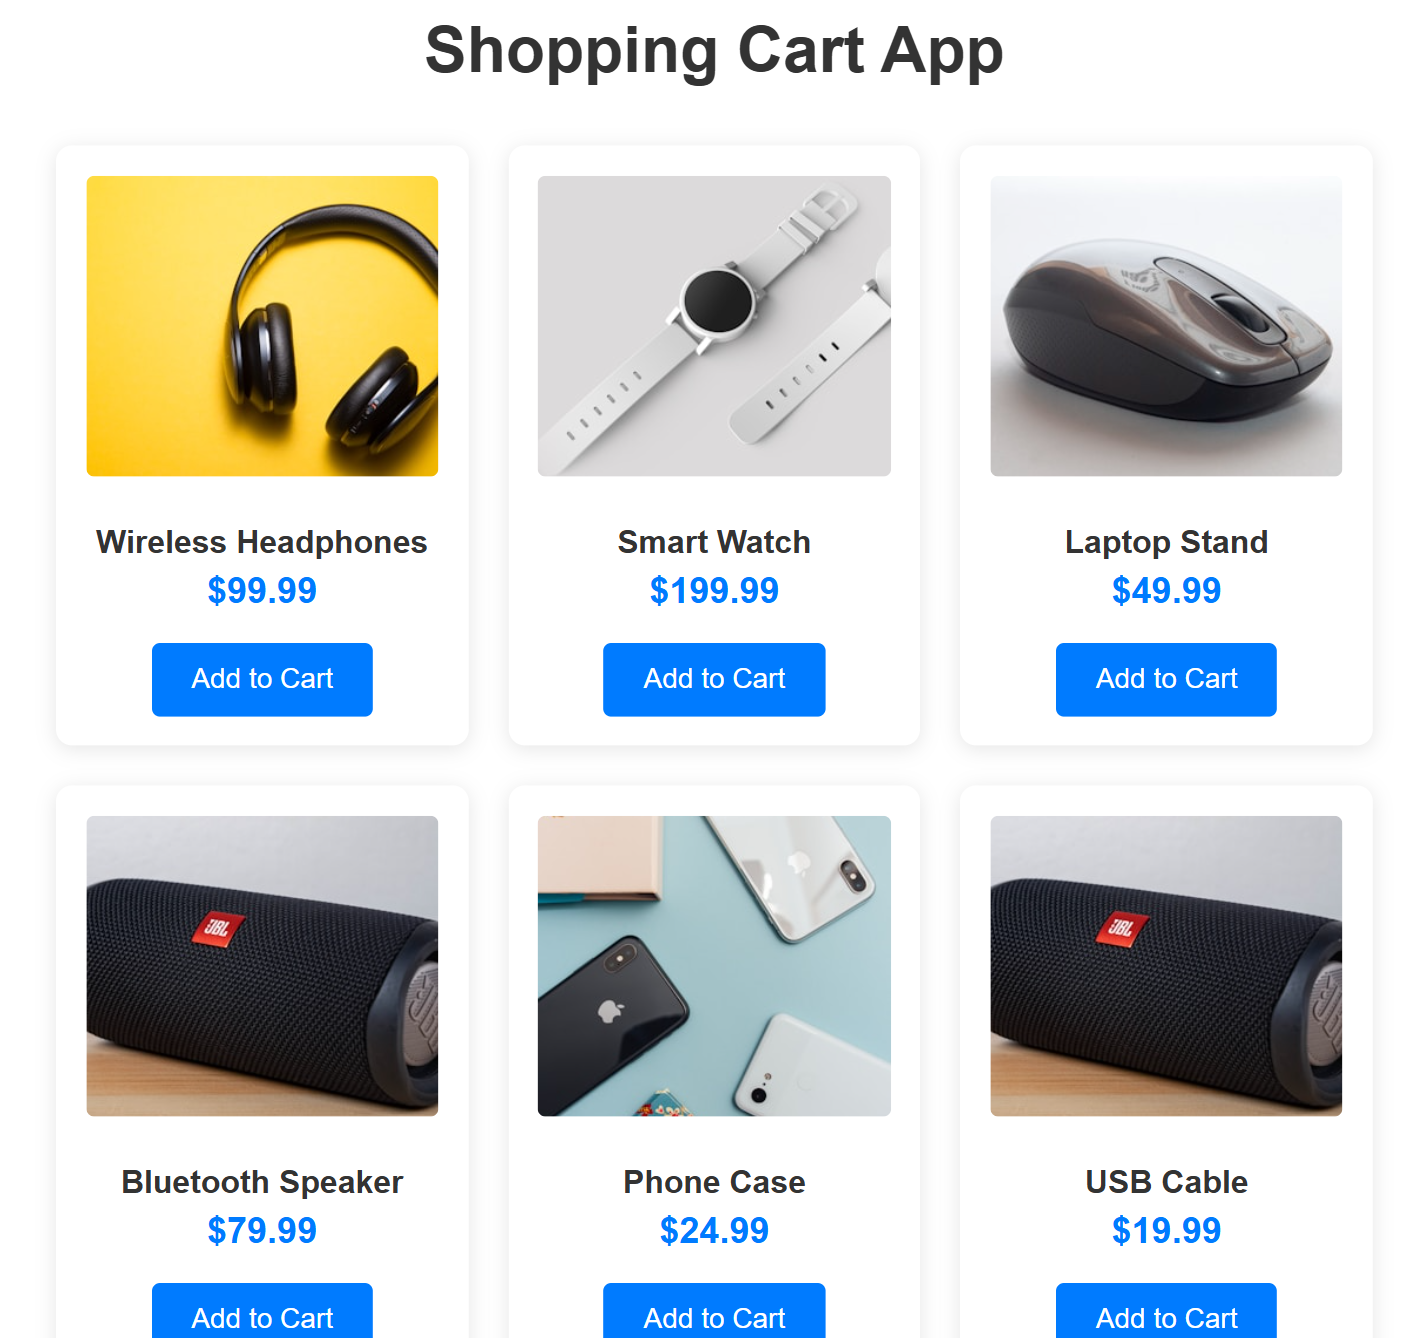 Shopping Cart App
Wireless Headphones
$99.99
Add to Cart
Smart Watch
$199.99
Add to Cart
Laptop Stand
$49.99
Add to Cart
JBL
Bluetooth Speaker
$79.99
Add to Cart
Phone Case
$24.99
Add to Cart
JBL
USB Cable
$19.99
Add to Cart